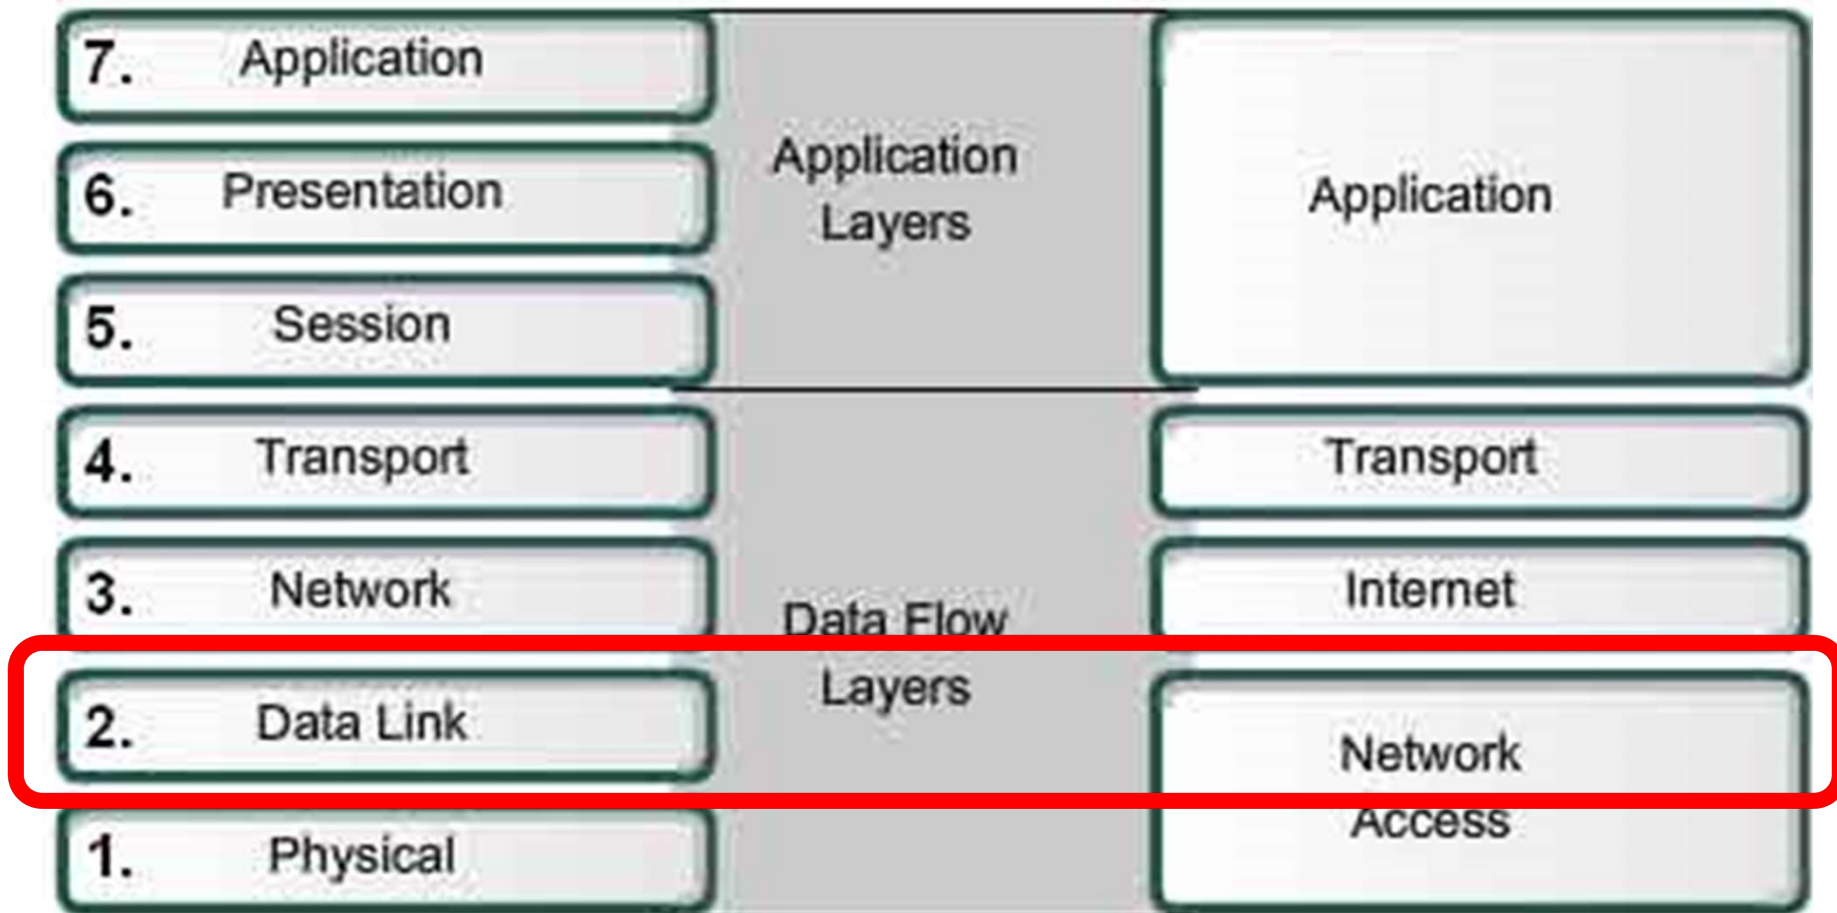 7. Application
6. Presentation
5. Session
4. Transport
3. Network
2. Data Link
1. Physical
Application
Layers
Data Flow
Layers
Application
Transport
Internet
Network
Access